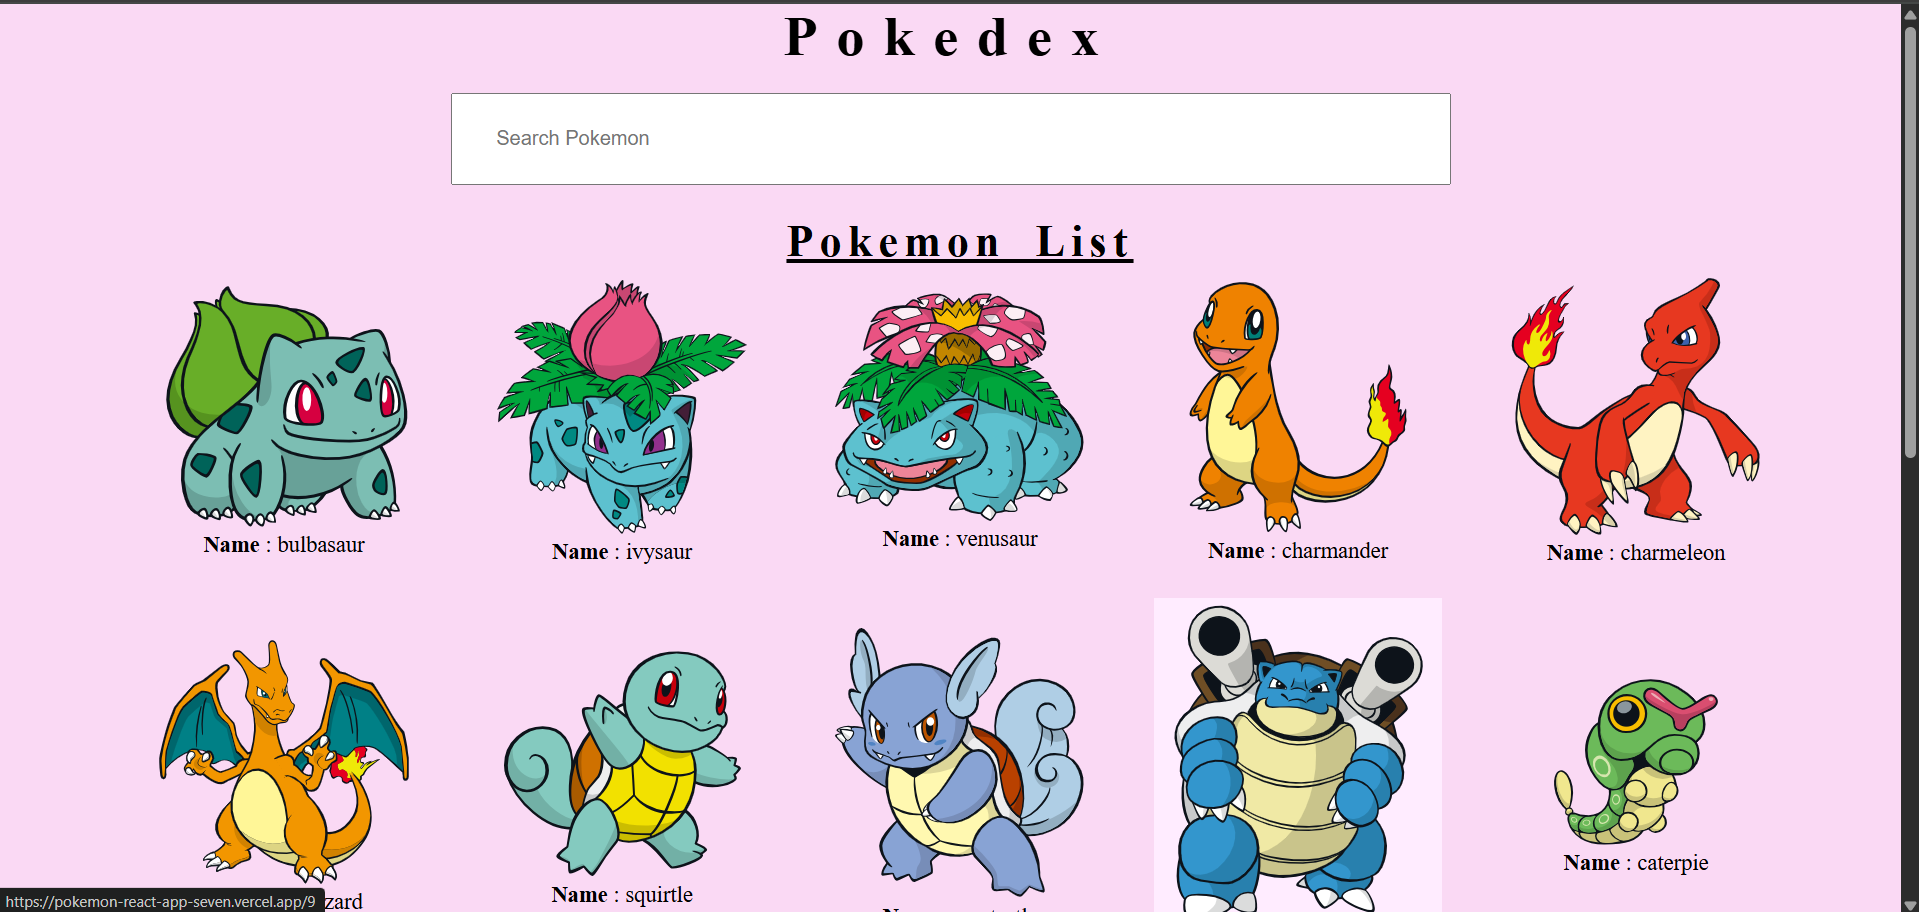 Pokedex
Search Pokemon
Pokemon List
Name : bulbasaur
Name : ivysaur
Name : venusaur
Name : charmander
Name : charmeleon
Name : squirtle
Name : caterpie
https://pokemon-react-app-seven.vercel.app/9
zard